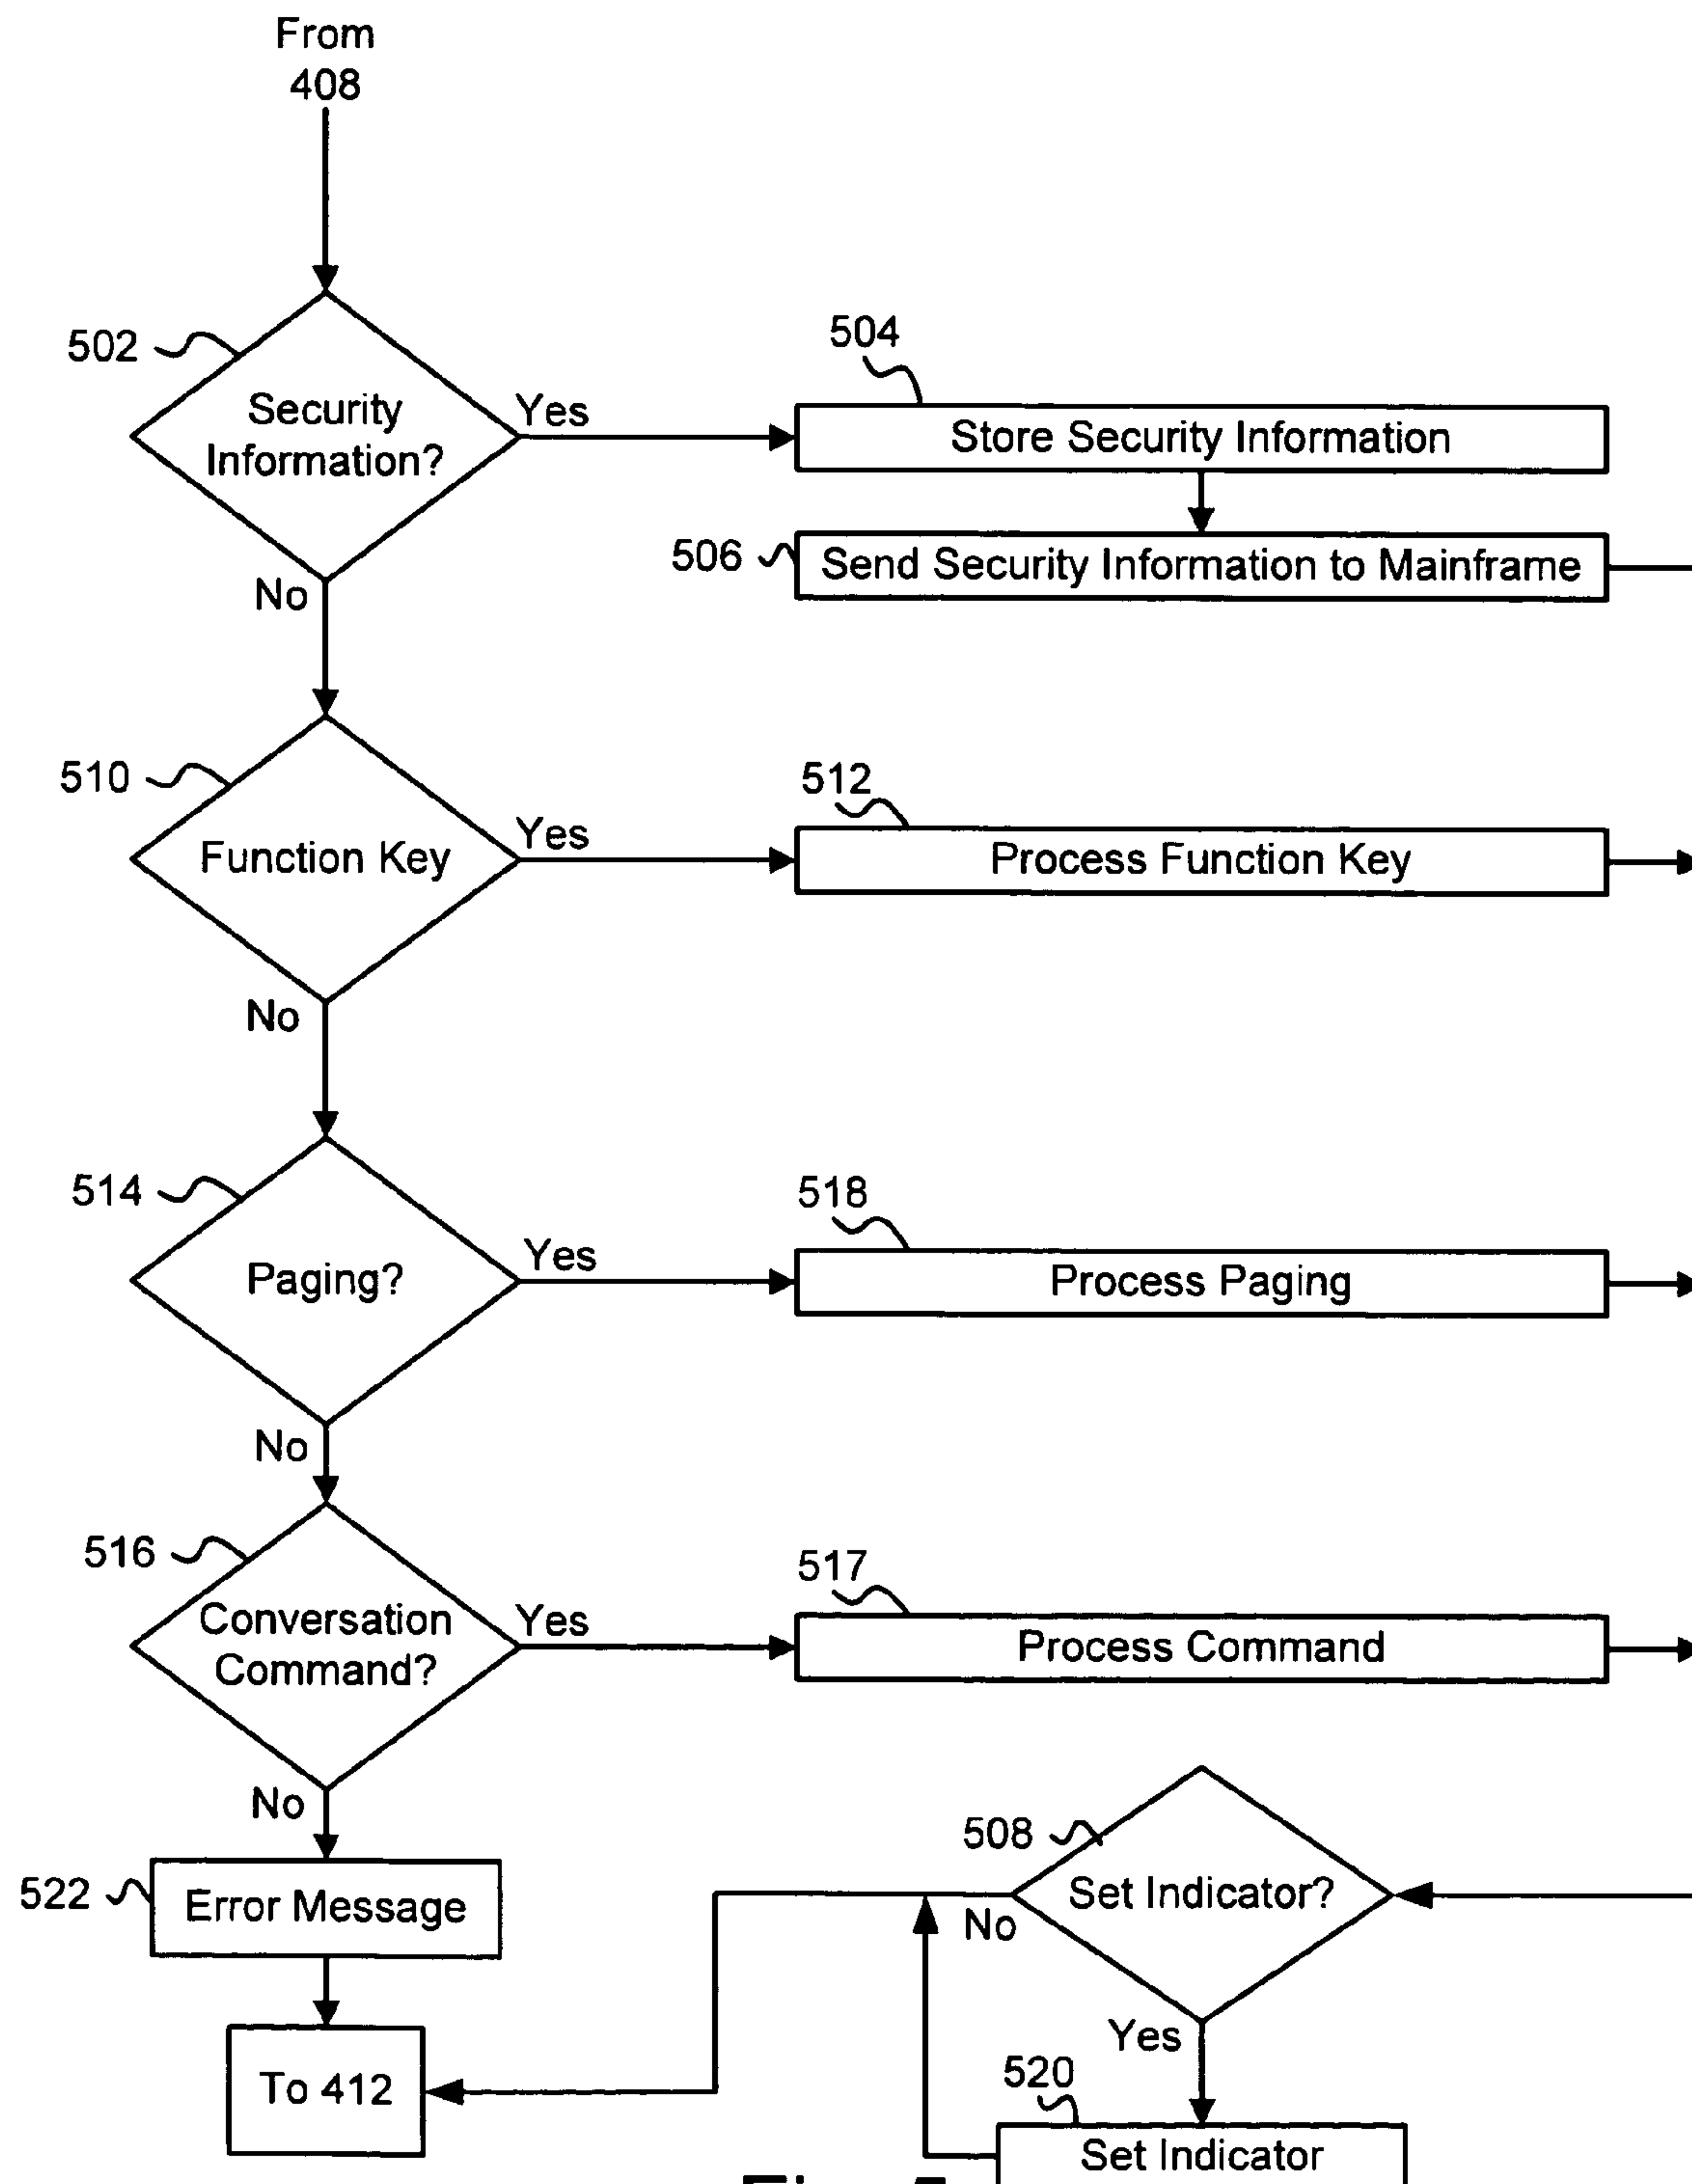 From
408
502
Security
Information?
Yes
504
Store Security Information
506
Send Security Information to Mainframe
No
510
Function Key
Yes
512
Process Function Key
No
514
Paging?
Yes
518
Process Paging
No
516
Conversation
Command?
Yes
517
Process Command
No
508
Set Indicator?
522
Error Message
No
Yes
To 412
520
Set Indicator